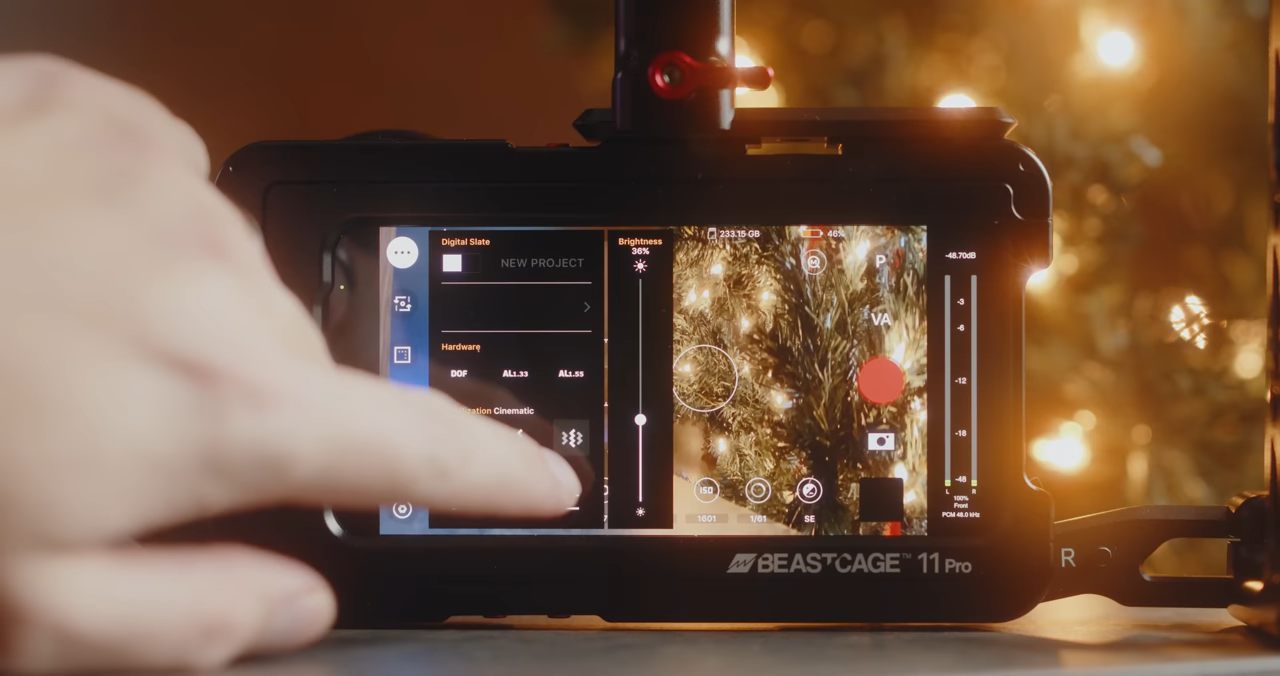 Digital Slate
NEW PROJECT
Hardware
DOF
AL1.33
AL1.55
Cinematic
Brightness
36%
233.15 GB
46%
P
VA
ISO
1601
1/61
SE
-48.70dB
-3
-6
-12
-18
-48
L R
100%
Front
PCM 48.0 kHz
BEASTCAGE™ 11 Pro
R